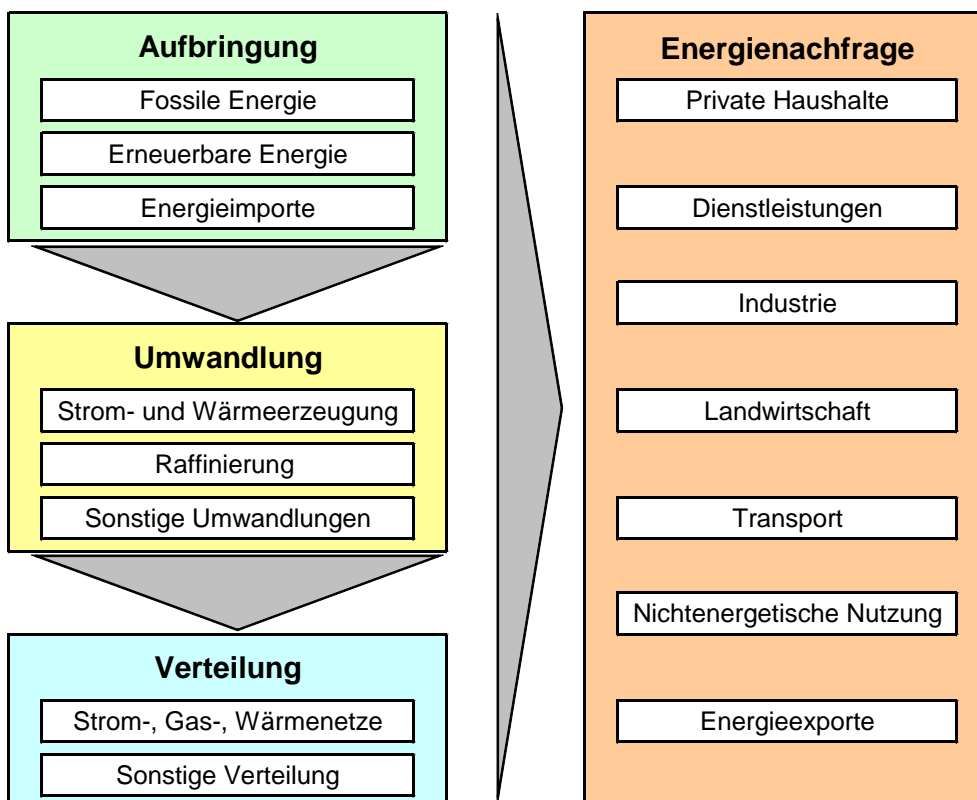 Aufbringung
Fossile Energie
Erneuerbare Energie
Energieimporte
Umwandlung
Strom- und Wärmeerzeugung
Raffinierung
Sonstige Umwandlungen
Verteilung
Strom-, Gas-, Wärmenetze
Sonstige Verteilung
Energienachfrage
Private Haushalte
Dienstleistungen
Industrie
Landwirtschaft
Transport
Nichtenergetische Nutzung
Energieexporte